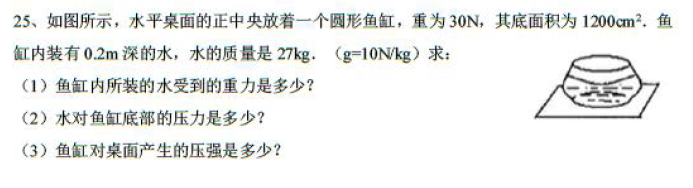 25、如图所示，水平桌面的正中央放着一个圆形鱼缸，重为30N，其底面积为1200cm²．鱼
缸内装有0.2m深的水，水的质量是27kg．（g=10N/kg）求：
（1）鱼缸内所装的水受到的重力是多少？
（2）水对鱼缸底部的压力是多少？
（3）鱼缸对桌面产生的压强是多少？